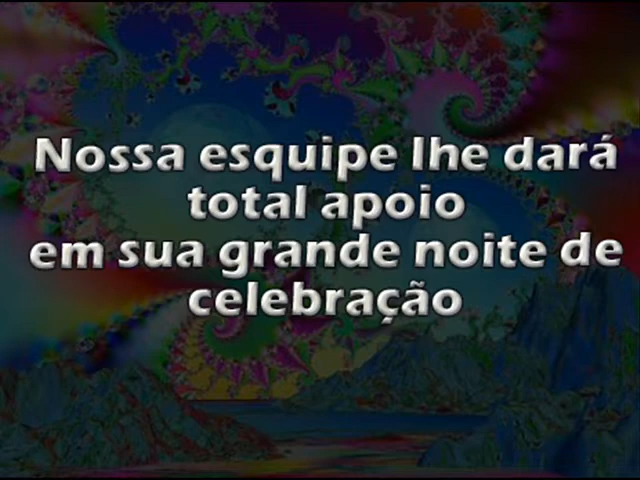 Nossa esquipe lhe dará
total apoio
em sua grande noite de
celebração